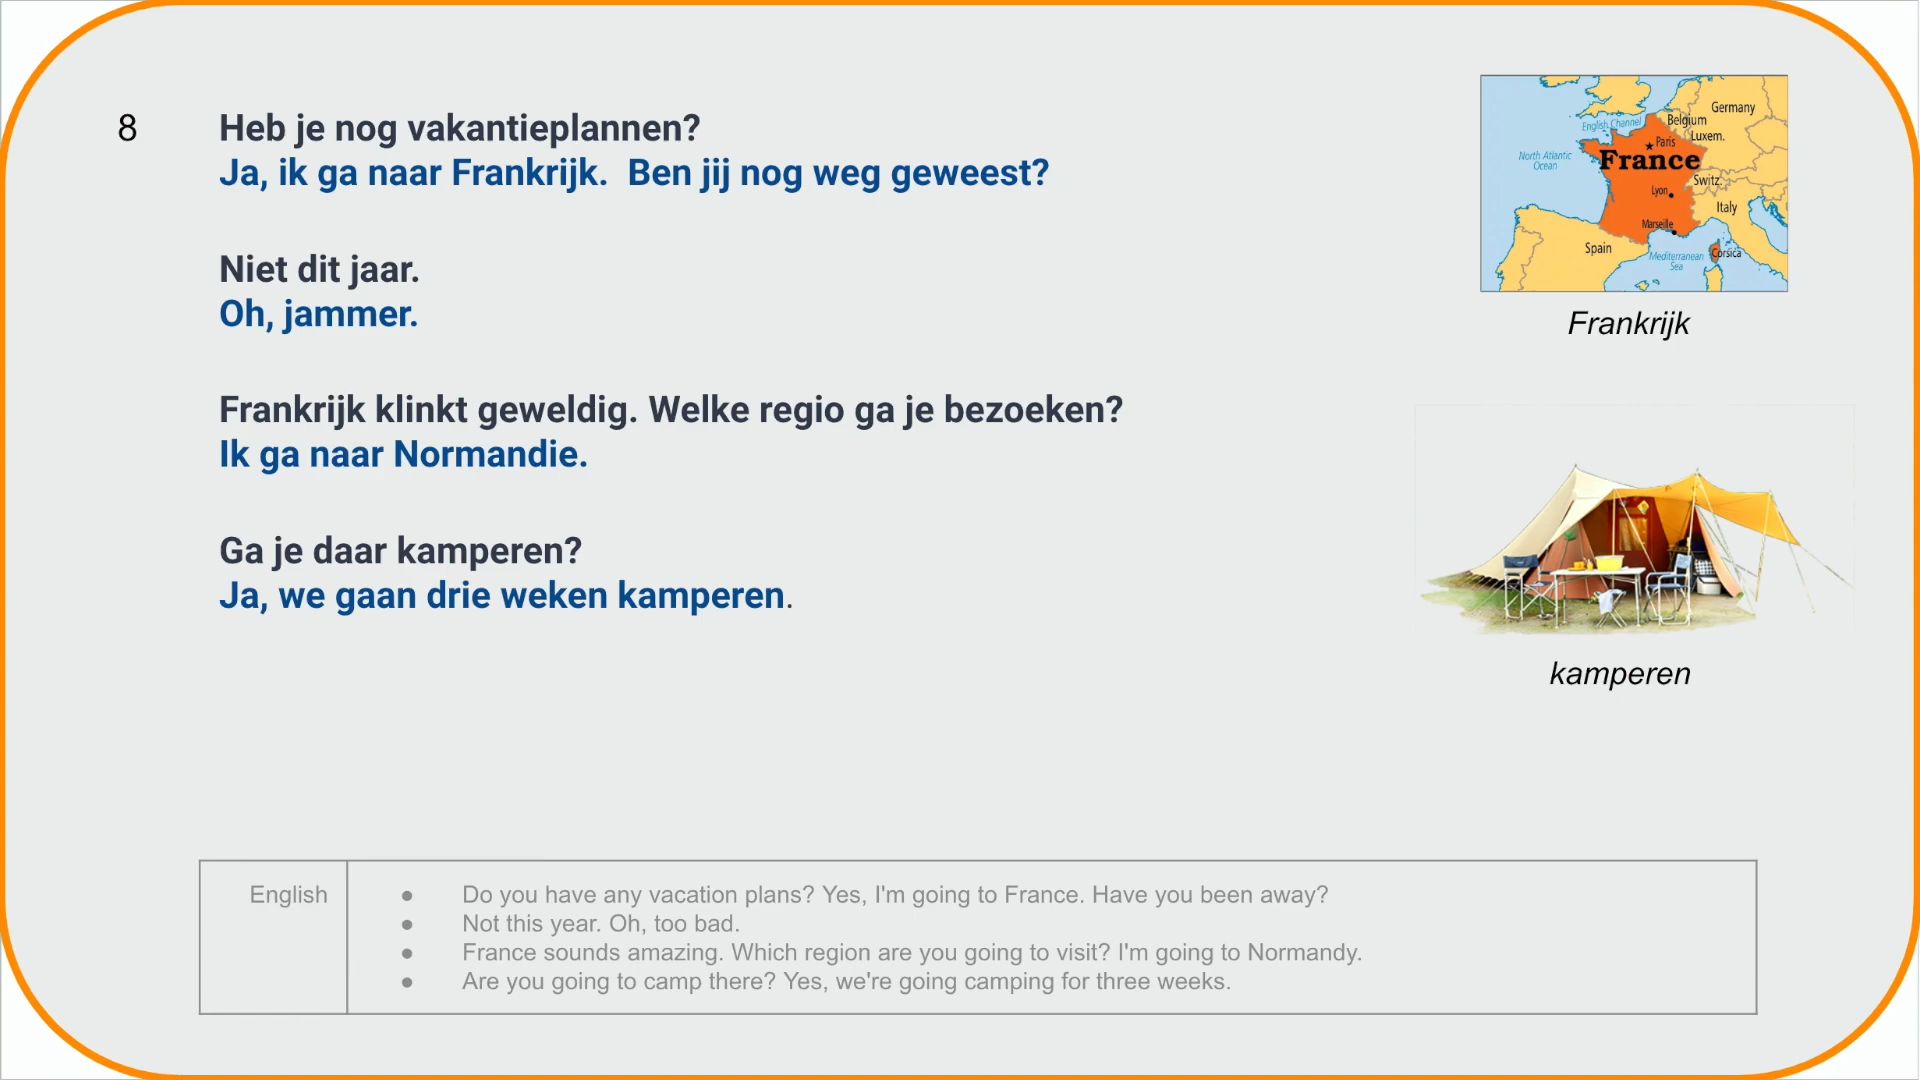 8
Heb je nog vakantieplannen?
Ja, ik ga naar Frankrijk.  Ben jij nog weg geweest?
Niet dit jaar.
Oh, jammer.
Frankrijk klinkt geweldig. Welke regio ga je bezoeken?
Ik ga naar Normandie.
Ga je daar kamperen?
Ja, we gaan drie weken kamperen.
Germany
English Channel
Belgium
Luxem.
Paris
North Atlantic
Ocean
France
Switz.
Lyon
Italy
Marseille
Spain
Mediterranean
Sea
Corsica
Frankrijk
kamperen
English
● Do you have any vacation plans? Yes, I'm going to France. Have you been away?
● Not this year. Oh, too bad.
● France sounds amazing. Which region are you going to visit? I'm going to Normandy.
● Are you going to camp there? Yes, we're going camping for three weeks.